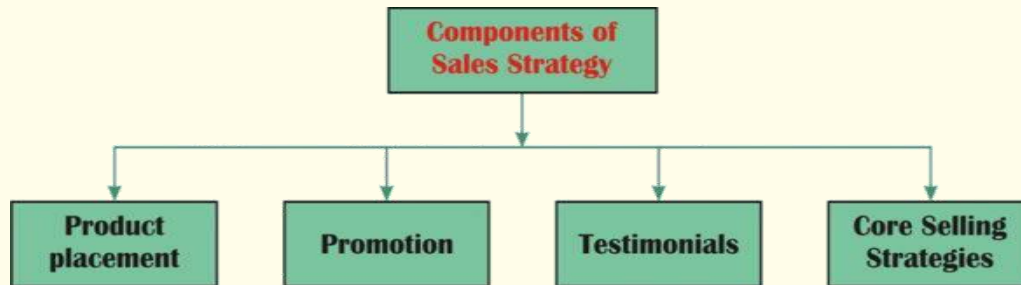 Components of
Sales Strategy
Product
placement
Promotion
Testimonials
Core Selling
Strategies